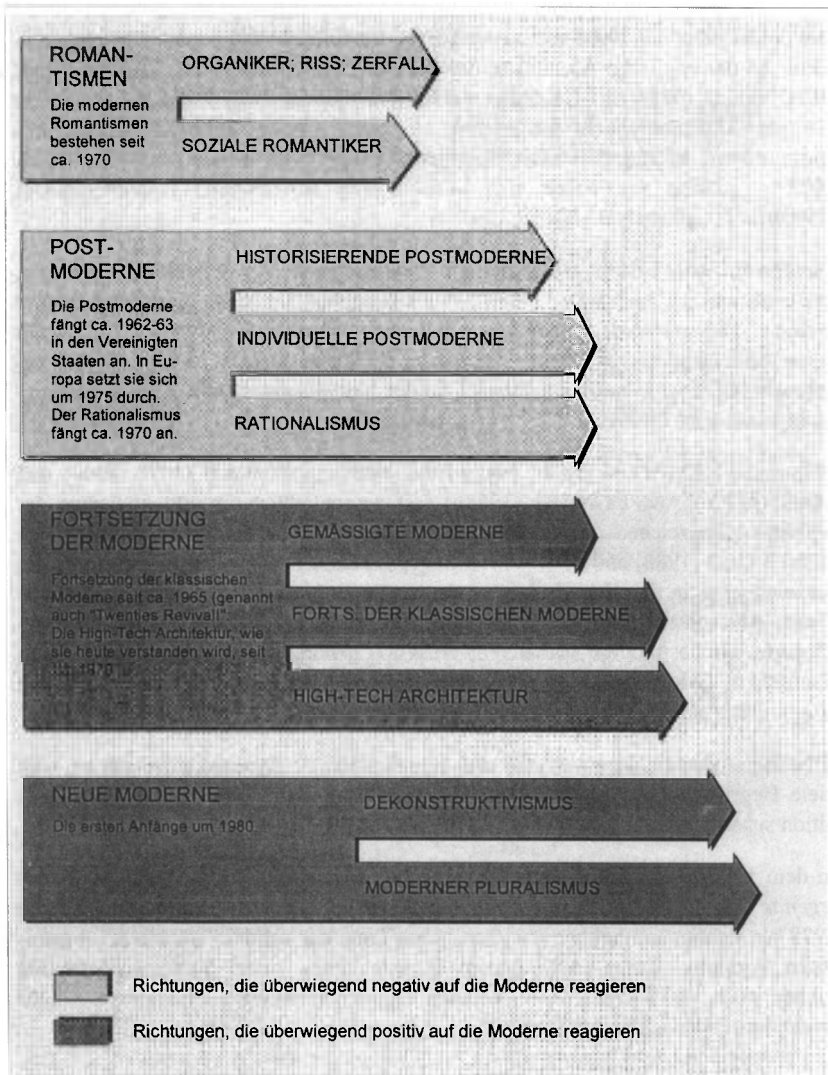 ROMAN-
TISMEN
Die modernen
Romantismen
bestehen seit
ca. 1970
ORGANIKER; RISS; ZERFALL
SOZIALE ROMANTIKER
POST-
MODERNE
Die Postmoderne
fängt ca. 1962-63
in den Vereinigten
Staaten an. In Eu-
ropa setzt sie sich
um 1975 durch.
Der Rationalismus
fängt ca. 1970 an.
HISTORISIERENDE POSTMODERNE
INDIVIDUELLE POSTMODERNE
RATIONALISMUS
FORTSETZUNG
DER MODERNE
Fortsetzung der klassischen
Moderne seit ca. 1965 (genannt
auch "Twenties Revival".
Die High-Tech Architektur, wie
sie heute verstanden wird, seit
GEMÄSSIGTE MODERNE
FORTS. DER KLASSISCHEN MODERNE
HIGH-TECH ARCHITEKTUR
NEUE MODERNE
Die ersten Anfänge um 1980.
DEKONSTRUKTIVISMUS
MODERNER PLURALISMUS
Richtungen, die überwiegend negativ auf die Moderne reagieren
Richtungen, die überwiegend positiv auf die Moderne reagieren